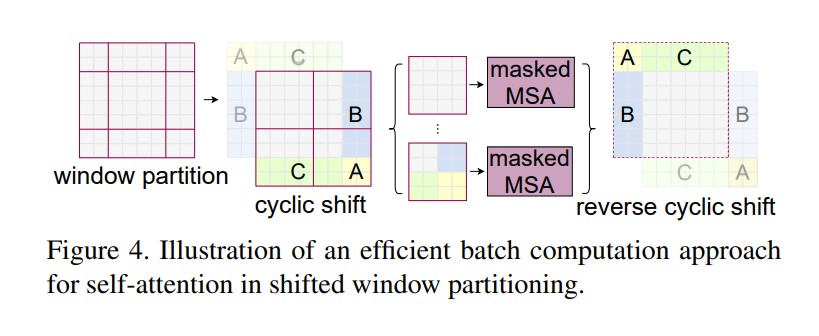 A C
B
B
C A
window partition
cyclic shift
masked
MSA
⋮
masked
MSA
A C
B B
C A
reverse cyclic shift
Figure 4. Illustration of an efficient batch computation approach
for self-attention in shifted window partitioning.